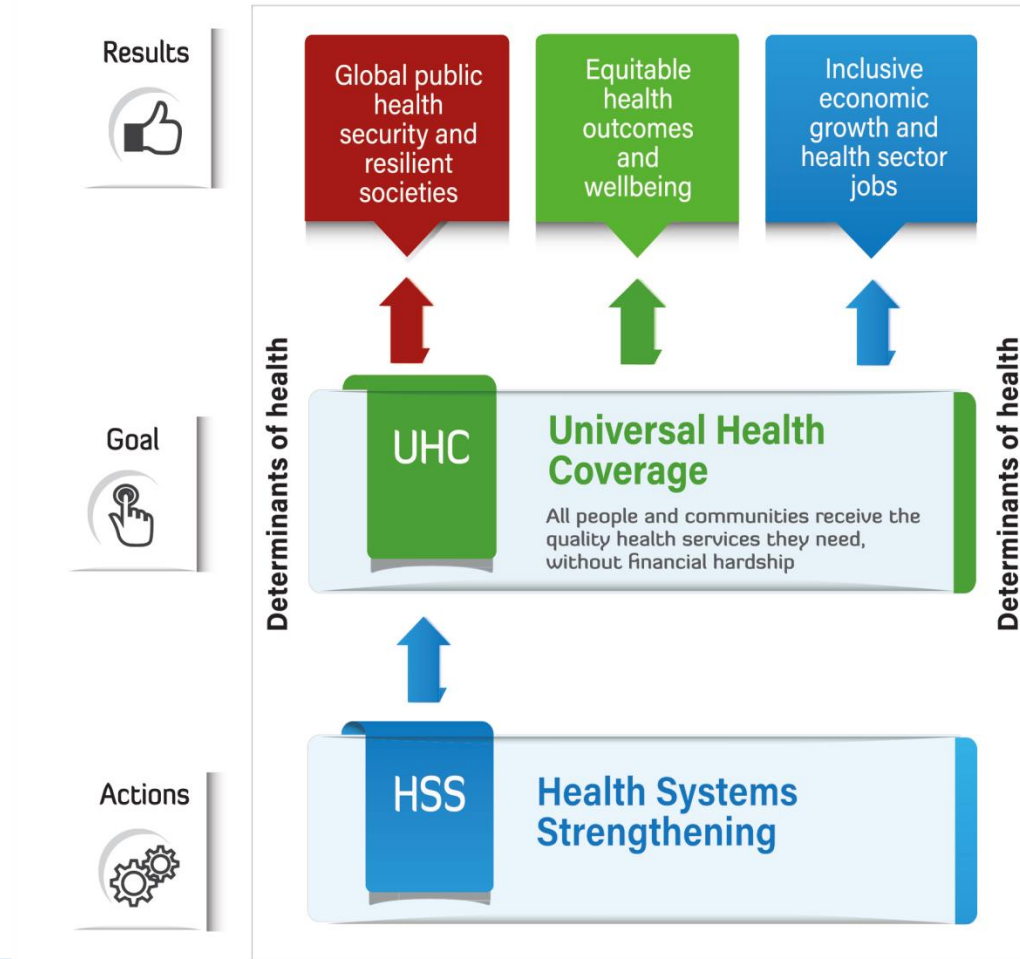 Results
Global public
health
security and
resilient
societies
Equitable
health
outcomes
and
wellbeing
Inclusive
economic
growth and
health sector
jobs
Determinants of health
Determinants of health
Goal
UHC
Universal Health
Coverage
All people and communities receive the
quality health services they need,
without financial hardship
Actions
HSS
Health Systems
Strengthening